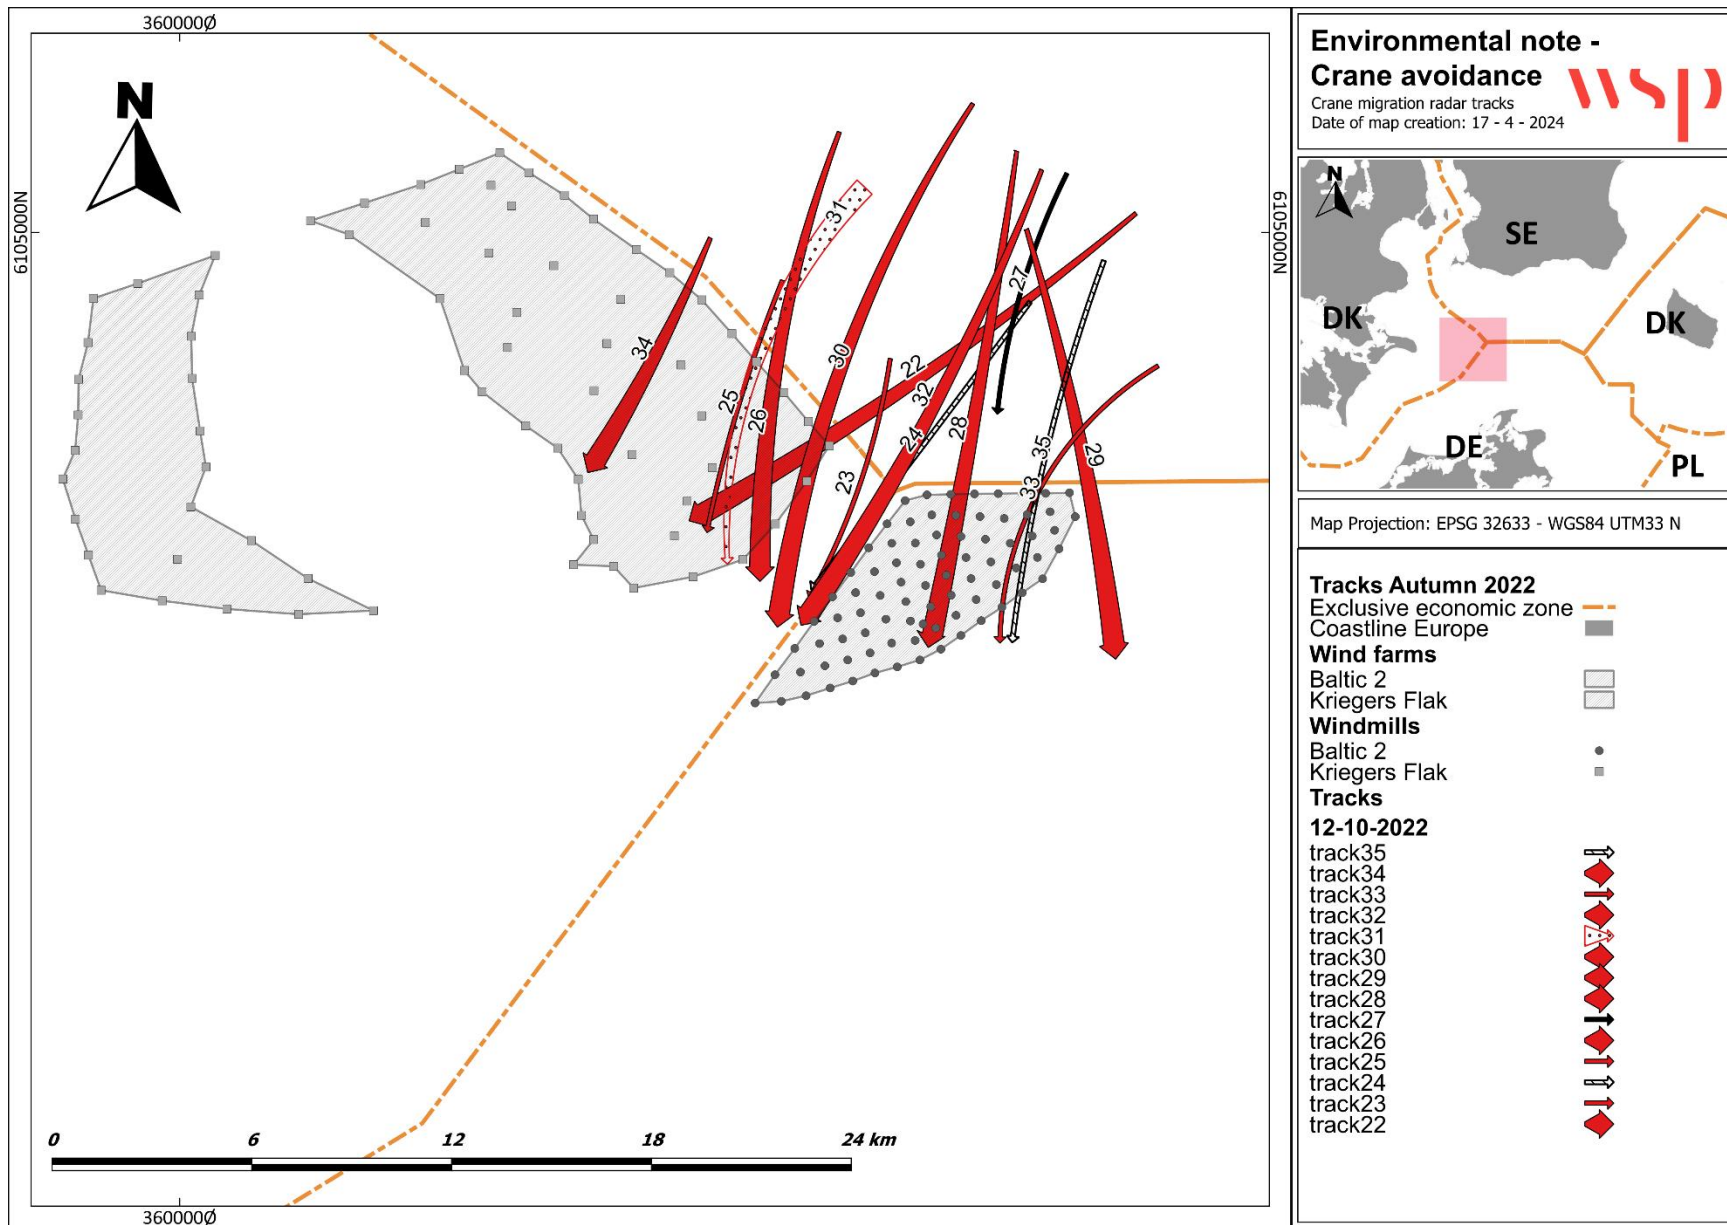 360000Ø
6105000N
6105000N
N
34
25
31
26
30
23
22
32
24
28
27
35
33
29
0 6 12 18 24 km
360000Ø
Environmental note -
Crane avoidance
wsp
Crane migration radar tracks
Date of map creation: 17 - 4 - 2024
N
SE
DK
DK
DE
PL
Map Projection: EPSG 32633 - WGS84 UTM33 N
Tracks Autumn 2022
Exclusive economic zone
Coastline Europe
Wind farms
Baltic 2
Kriegers Flak
Windmills
Baltic 2
Kriegers Flak
Tracks
12-10-2022
track35
track34
track33
track32
track31
track30
track29
track28
track27
track26
track25
track24
track23
track22